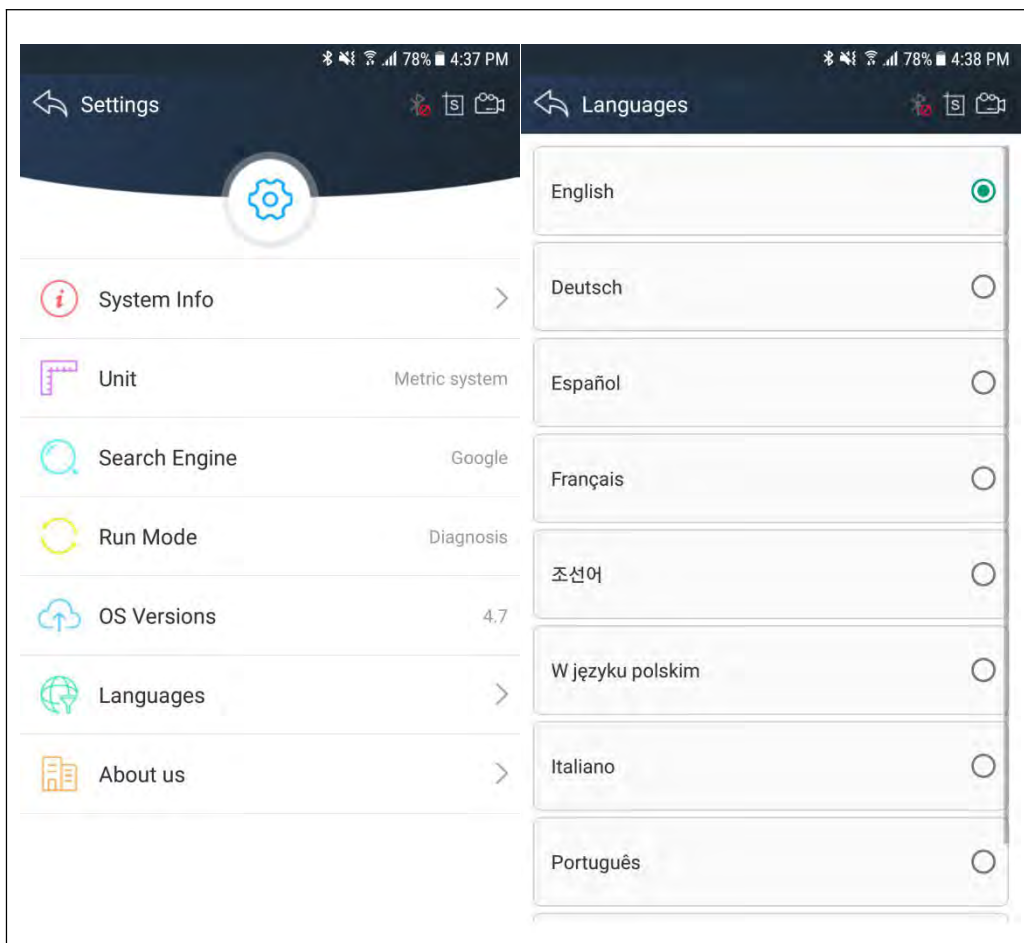 78% 4:37 PM
Settings
S
System Info
Unit
Metric system
Search Engine
Google
Run Mode
Diagnosis
OS Versions
4.7
Languages
About us
78% 4:38 PM
Languages
S
English
Deutsch
Español
Français
조선어
W języku polskim
Italiano
Português